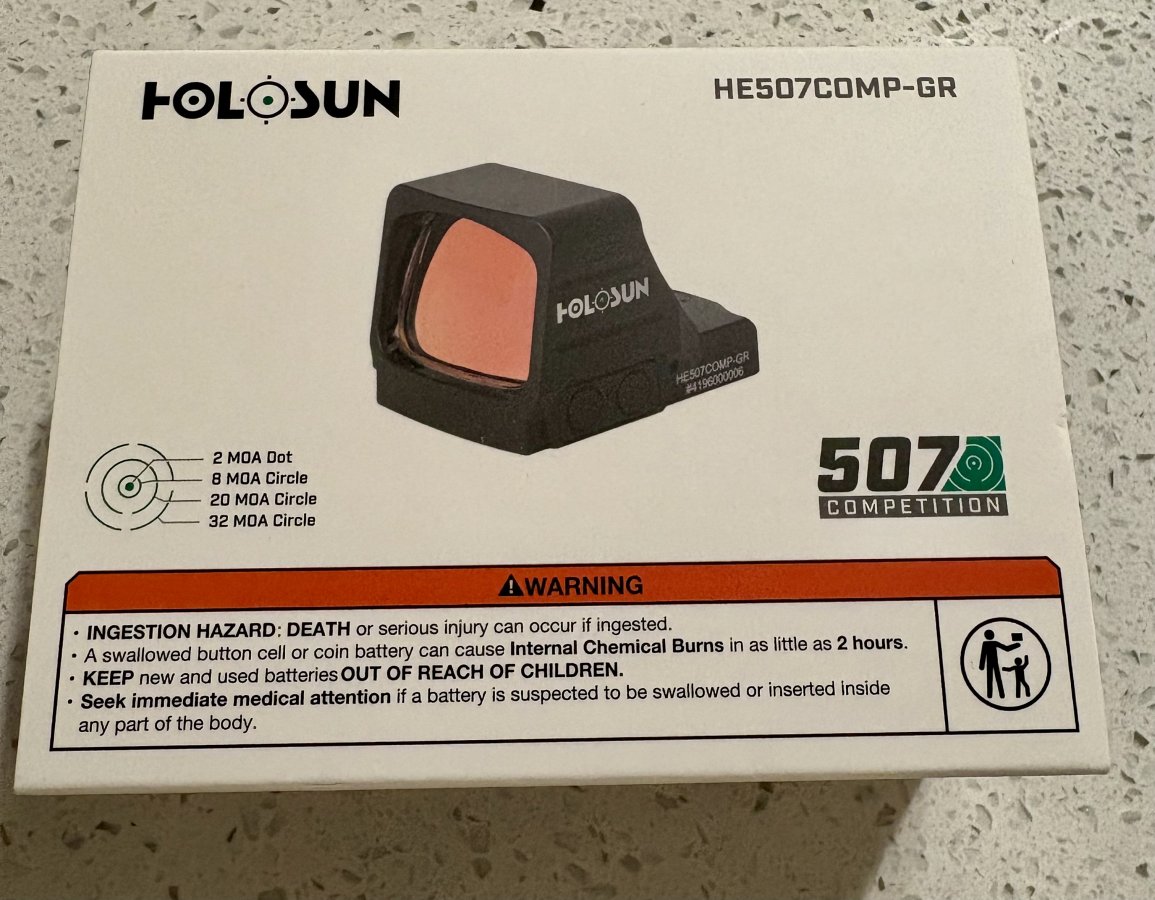 HOLOSUN
HE507COMP-GR
HOLOSUN
HE507COMP-GR
#4196000006
2 MOA Dot
8 MOA Circle
20 MOA Circle
32 MOA Circle
507
COMPETITION
WARNING
· INGESTION HAZARD: DEATH or serious injury can occur if ingested.
· A swallowed button cell or coin battery can cause Internal Chemical Burns in as little as 2 hours.
· KEEP new and used batteries OUT OF REACH OF CHILDREN.
· Seek immediate medical attention if a battery is suspected to be swallowed or inserted inside
any part of the body.